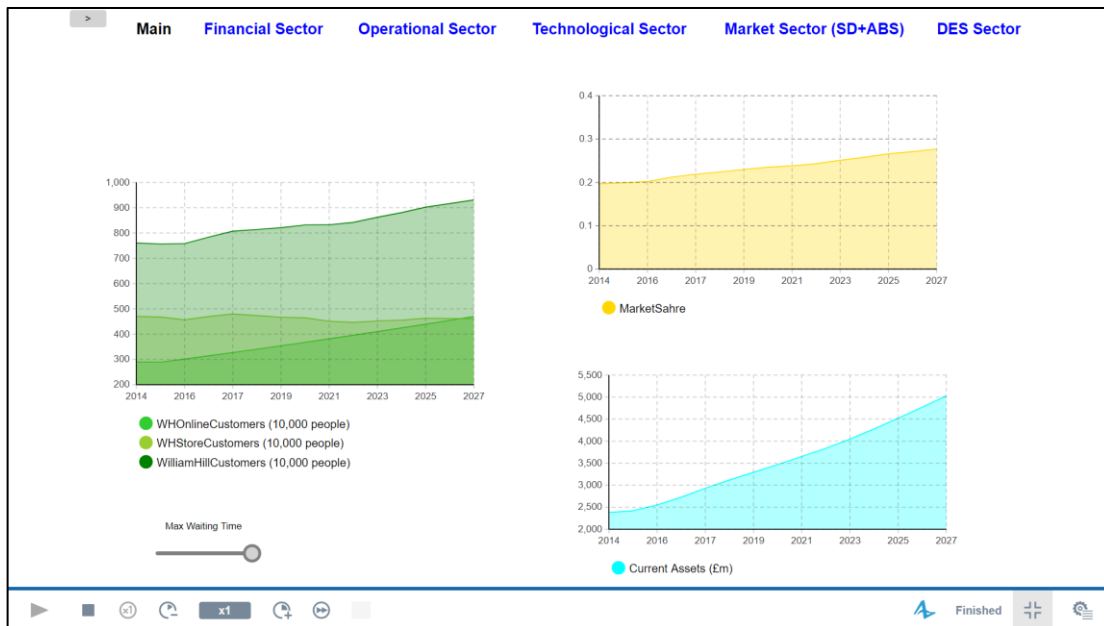 >
Main Financial Sector Operational Sector Technological Sector Market Sector (SD+ABS) DES Sector
1,000
900
800
700
600
500
400
300
200
2014 2016 2017 2019 2021 2023 2025 2027
WHOnlineCustomers (10,000 people)
WHStoreCustomers (10,000 people)
WilliamHillCustomers (10,000 people)
Max Waiting Time
0.4
0.3
0.2
0.1
0
2014 2016 2017 2019 2021 2023 2025 2027
MarketSahre
5,500
5,000
4,500
4,000
3,500
3,000
2,500
2,000
2014 2016 2017 2019 2021 2023 2025 2027
Current Assets (£m)
x1 x1 Finished